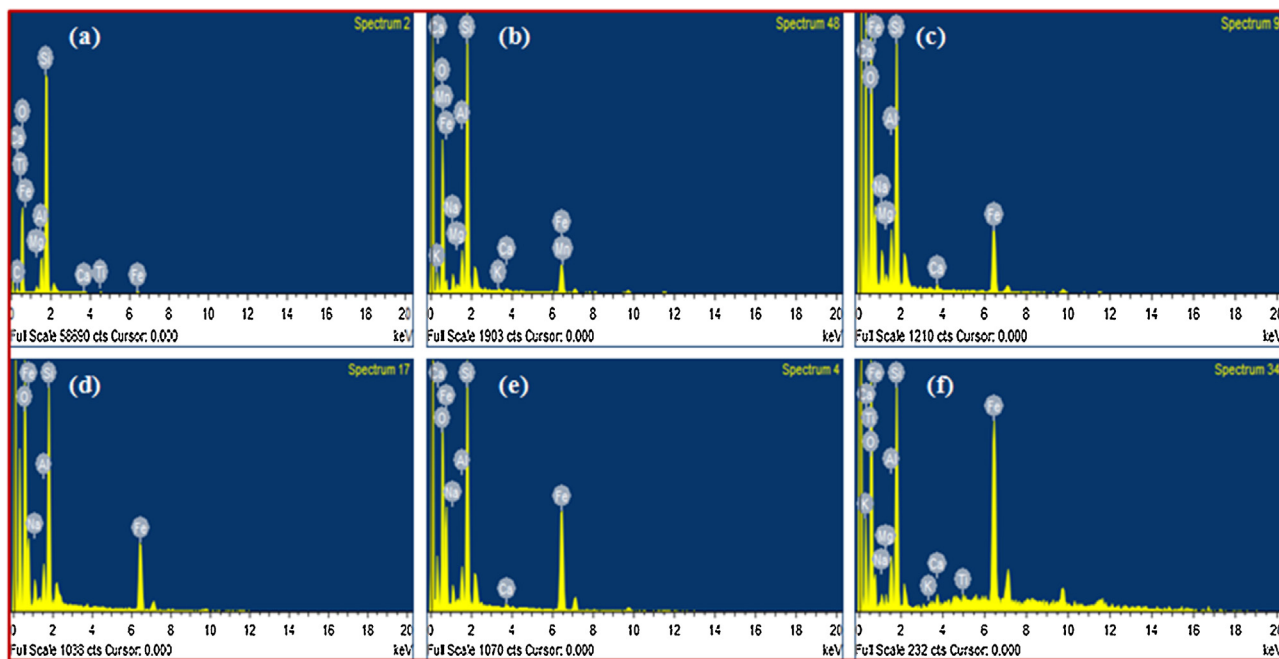 (a) Spectrum 2
Si
O
Ca
Ti
Fe
Al
Mg
C Ca Ti Fe
0 2 4 6 8 10 12 14 16 18 20
Full Scale 58690 cts Cursor: 0.000 keV
(b) Spectrum 48
Ca Si
O
Mn
Fe Al
Na
Mg Fe
K Ca Mn
K
0 2 4 6 8 10 12 14 16 18 20
Full Scale 1903 cts Cursor: 0.000 keV
(c) Spectrum 9
Fe Si
Ca
O
Al
Na
Mg Fe
Ca
0 2 4 6 8 10 12 14 16 18 20
Full Scale 1210 cts Cursor: 0.000 keV
(d) Spectrum 17
Fe Si
O
Al
Na Fe
0 2 4 6 8 10 12 14 16 18 20
Full Scale 1038 cts Cursor: 0.000 keV
(e) Spectrum 4
Ca Si
Fe
O
Al
Na Fe
Ca
0 2 4 6 8 10 12 14 16 18 20
Full Scale 1070 cts Cursor: 0.000 keV
(f) Spectrum 34
Fe Si
Ca
Ti Fe
O
Al
K
Mg
Na Ca
K Ti
0 2 4 6 8 10 12 14 16 18 20
Full Scale 232 cts Cursor: 0.000 keV